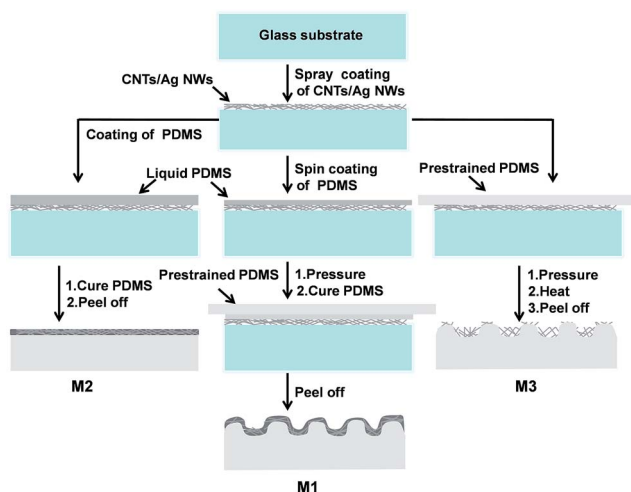 Glass substrate
CNTs/Ag NWs
Spray coating
of CNTs/Ag NWs
Coating of PDMS
Liquid PDMS
Spin coating
of PDMS
Prestrained PDMS
1.Cure PDMS
2.Peel off
Prestrained PDMS
1.Pressure
2.Cure PDMS
1.Pressure
2.Heat
3.Peel off
M2
Peel off
M3
M1